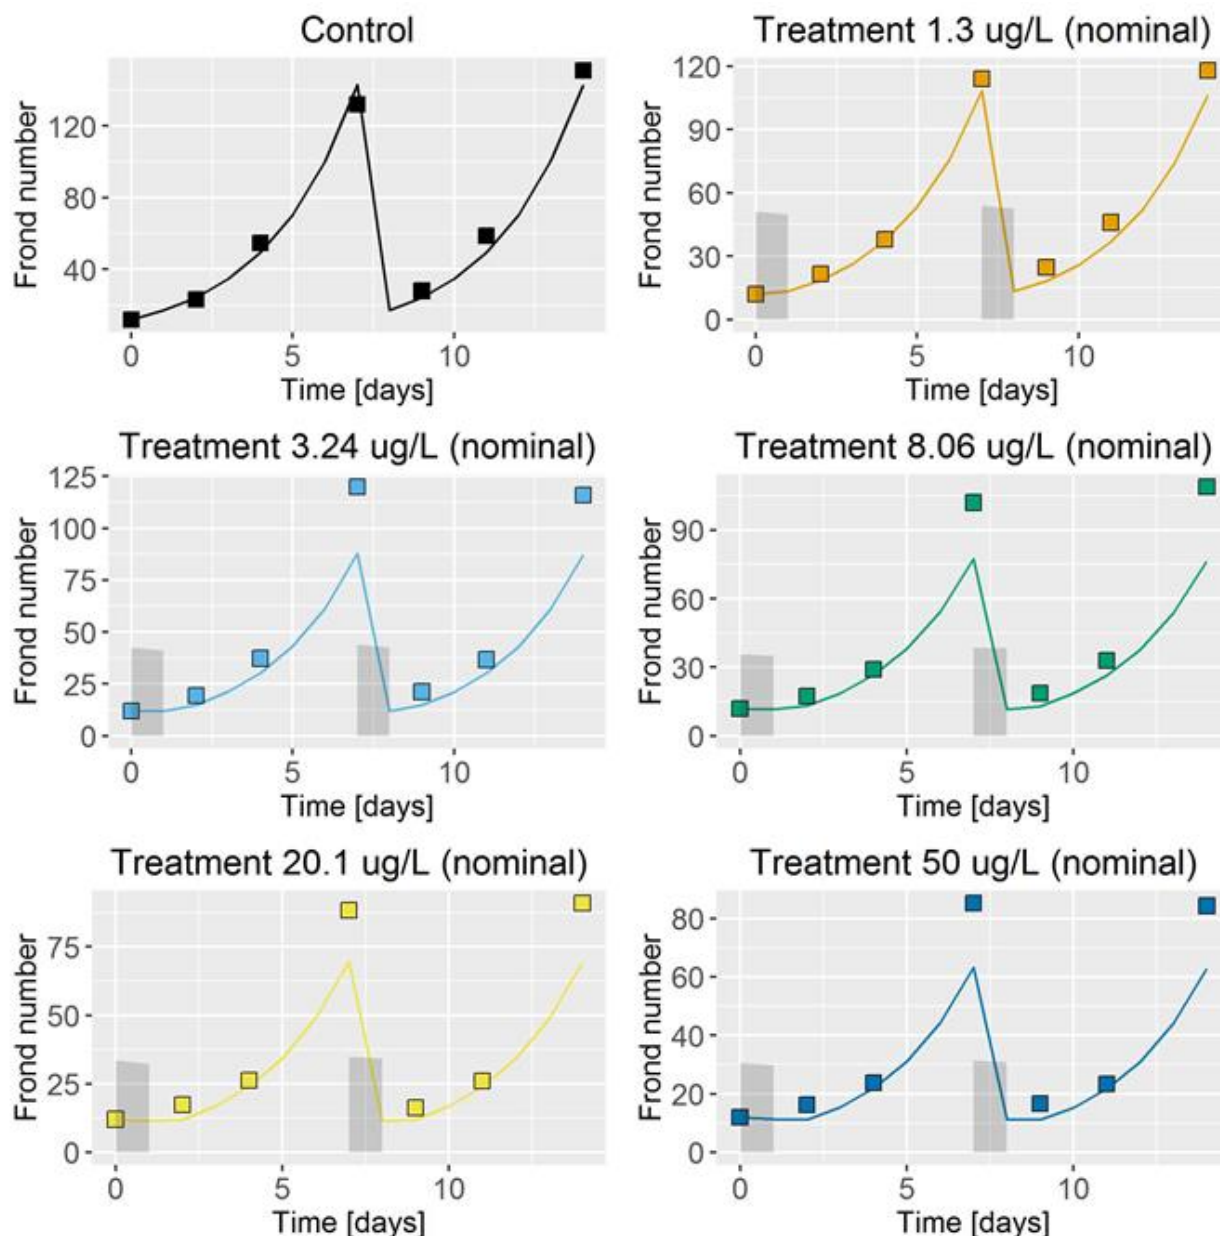 Control
Frond number
120
80
40
0 5 10
Time [days]
Treatment 1.3 ug/L (nominal)
Frond number
120
90
60
30
0
0 5 10
Time [days]
Treatment 3.24 ug/L (nominal)
Frond number
125
100
75
50
25
0
0 5 10
Time [days]
Treatment 8.06 ug/L (nominal)
Frond number
90
60
30
0
0 5 10
Time [days]
Treatment 20.1 ug/L (nominal)
Frond number
75
50
25
0
0 5 10
Time [days]
Treatment 50 ug/L (nominal)
Frond number
80
60
40
20
0
0 5 10
Time [days]